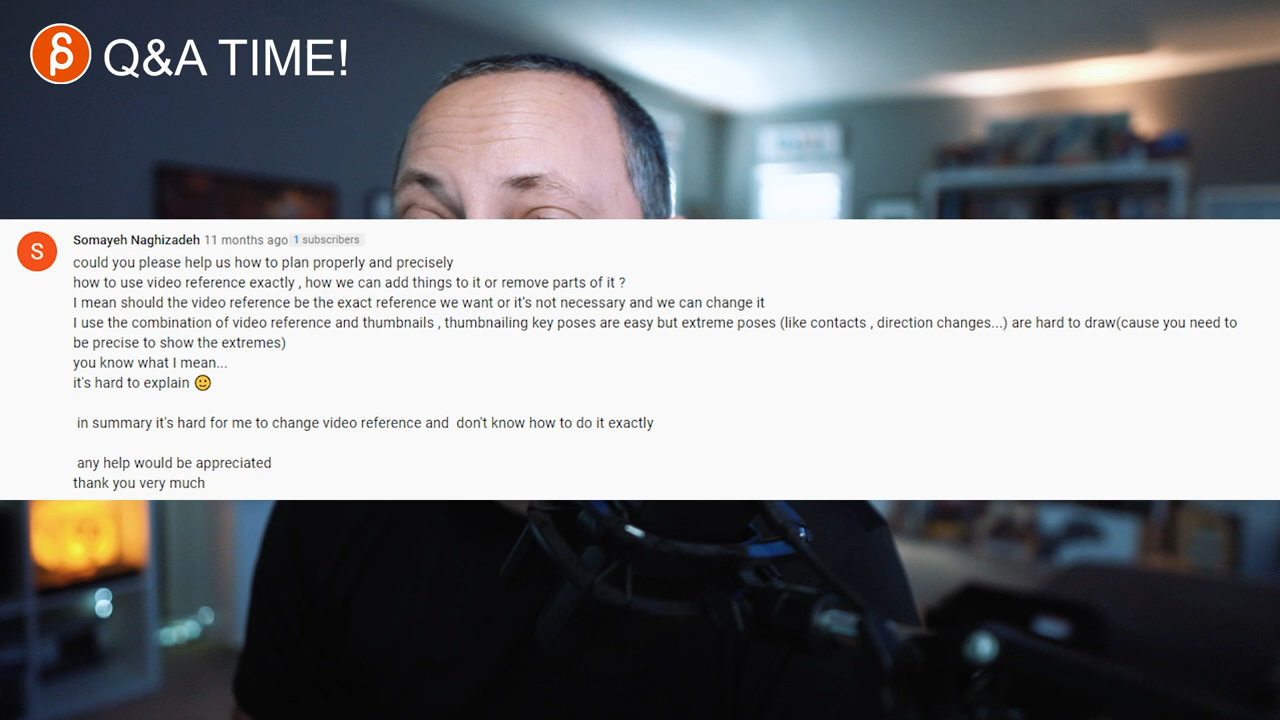 Q&A TIME!
S
Somayeh Naghizadeh 11 months ago 1 subscribers
could you please help us how to plan properly and precisely
how to use video reference exactly , how we can add things to it or remove parts of it ?
I mean should the video reference be the exact reference we want or it's not necessary and we can change it
I use the combination of video reference and thumbnails , thumbnailing key poses are easy but extreme poses (like contacts , direction changes...) are hard to draw(cause you need to
be precise to show the extremes)
you know what I mean...
it's hard to explain 🙂
in summary it's hard for me to change video reference and  don't know how to do it exactly
any help would be appreciated
thank you very much